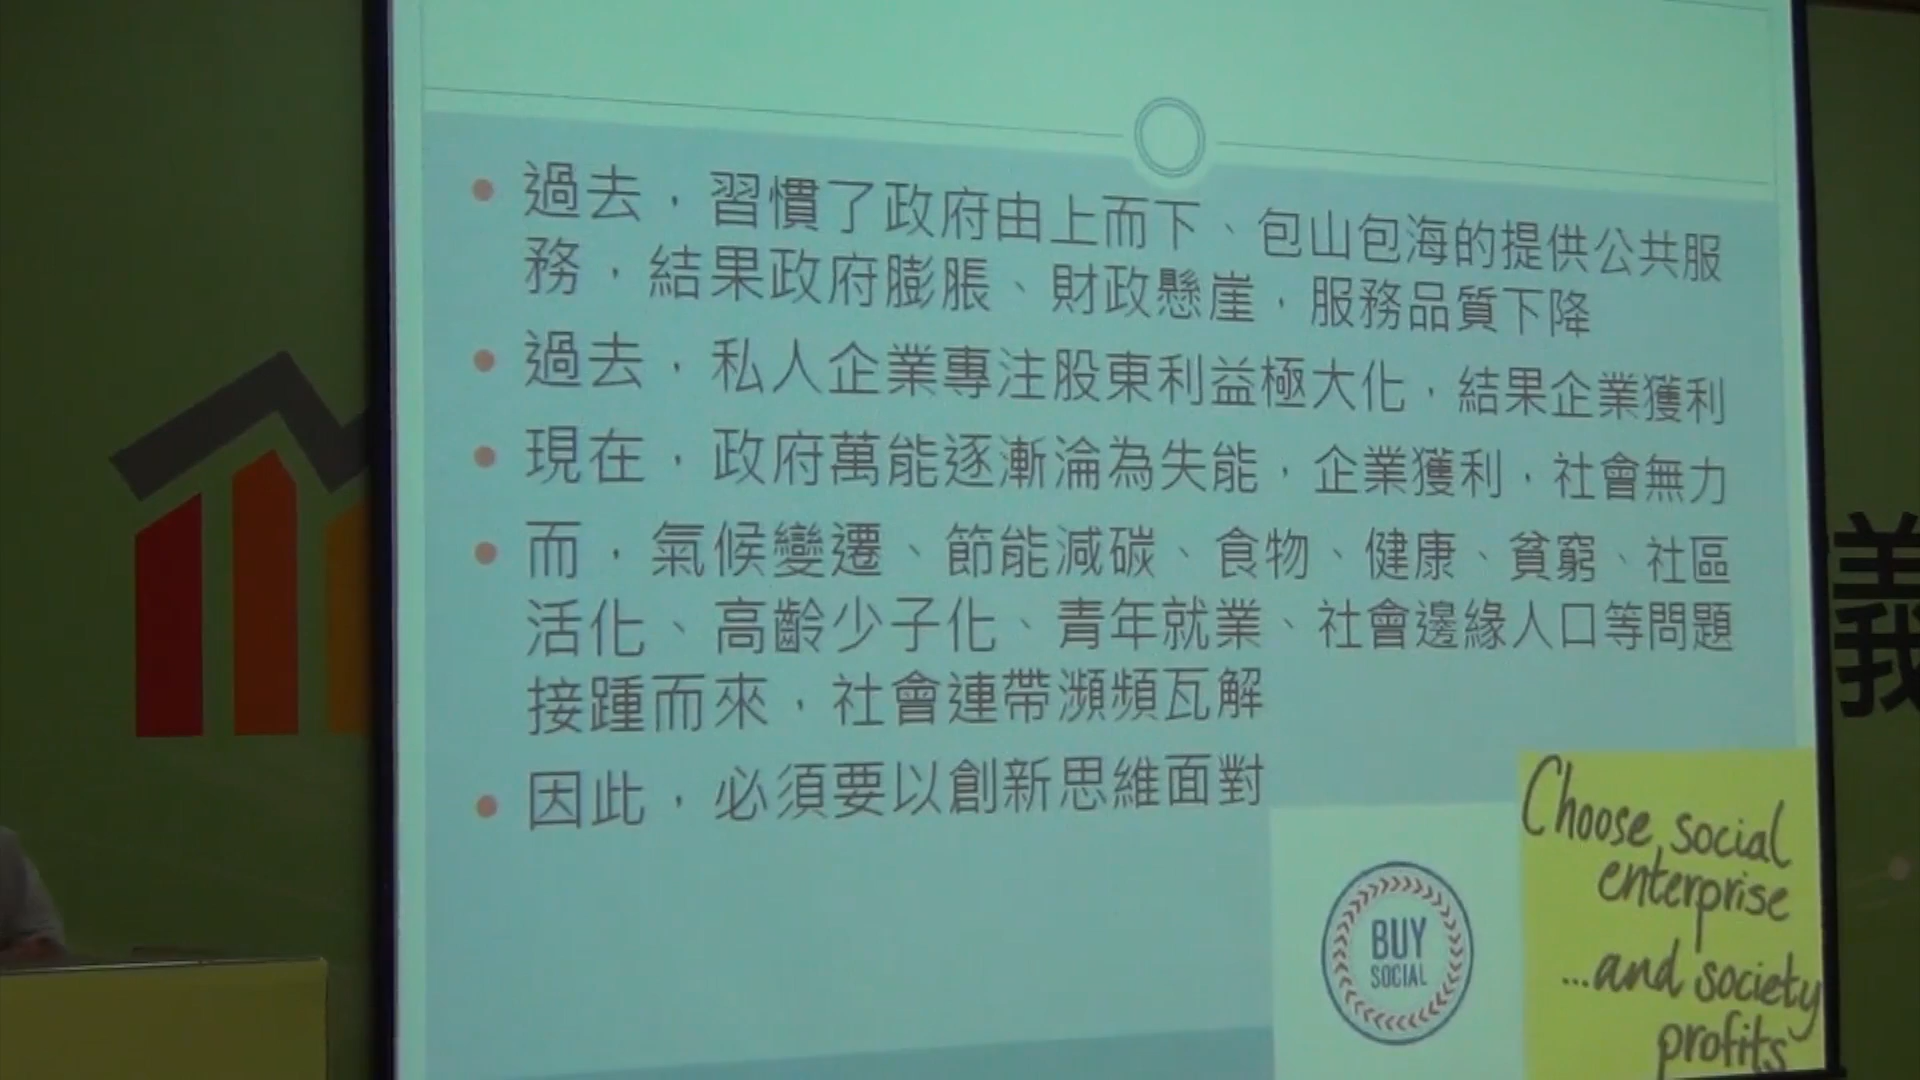 過去，習慣了政府由上而下、包山包海的提供公共服
務，結果政府膨脹、財政懸崖，服務品質下降
過去，私人企業專注股東利益極大化，結果企業獲利
現在，政府萬能逐漸淪為失能，企業獲利，社會無力
而，氣候變遷、節能減碳、食物、健康、貧窮、社區
活化、高齡少子化、青年就業、社會邊緣人口等問題
接踵而來，社會連帶瀕頻瓦解
因此，必須要以創新思維面對
BUY
SOCIAL
Choose social
enterprise
...and society
profits
義